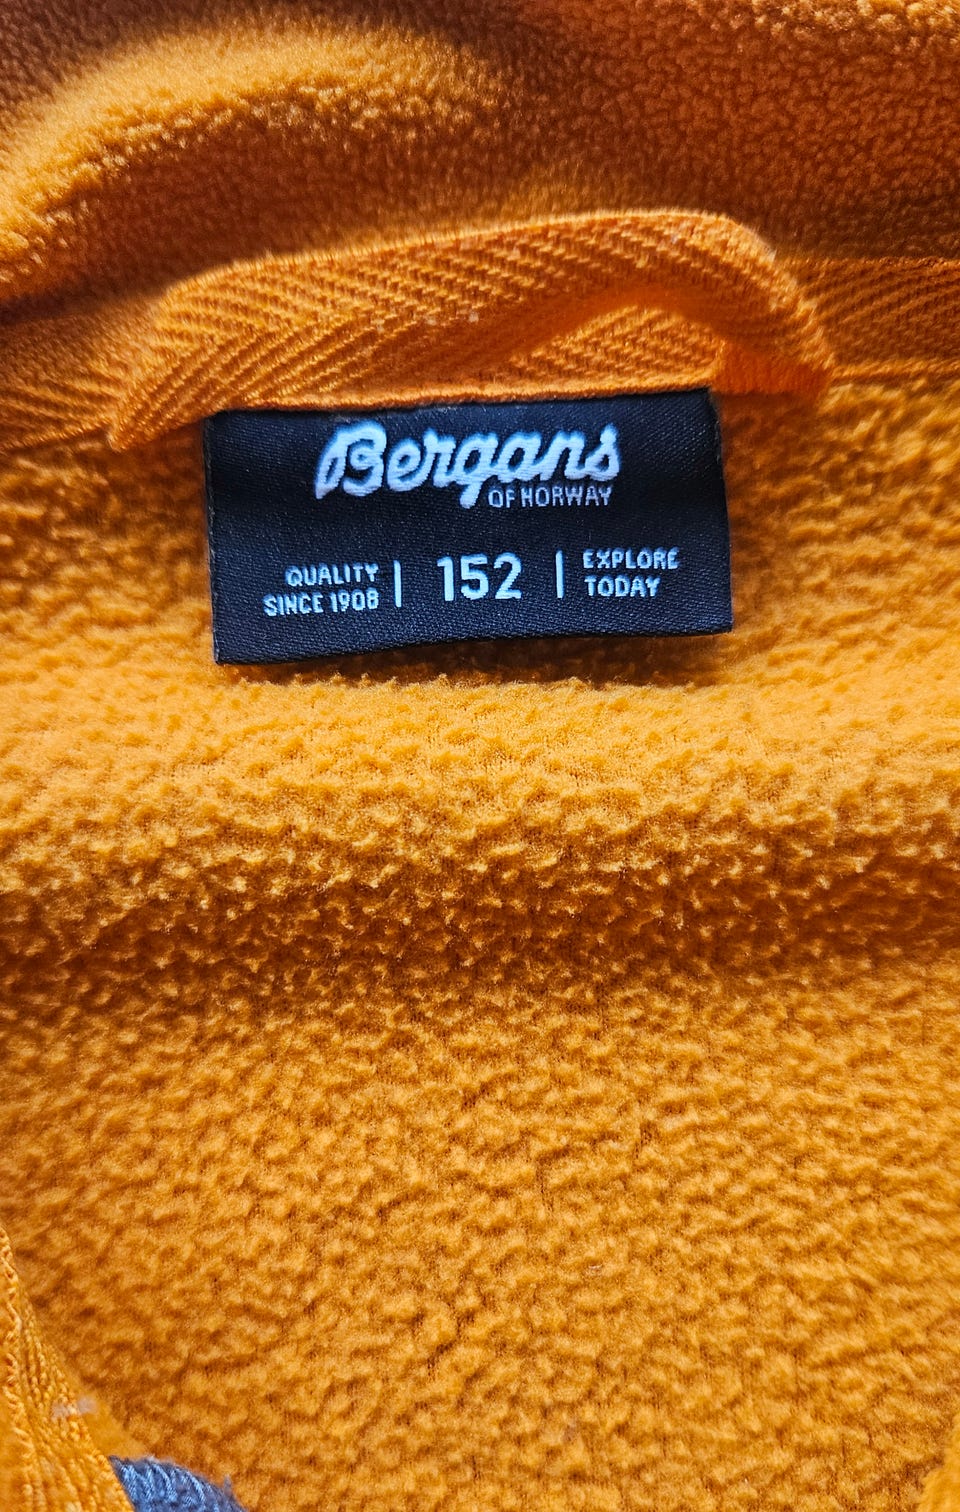 Bergans
OF NORWAY
QUALITY
SINCE 1908
152
EXPLORE
TODAY